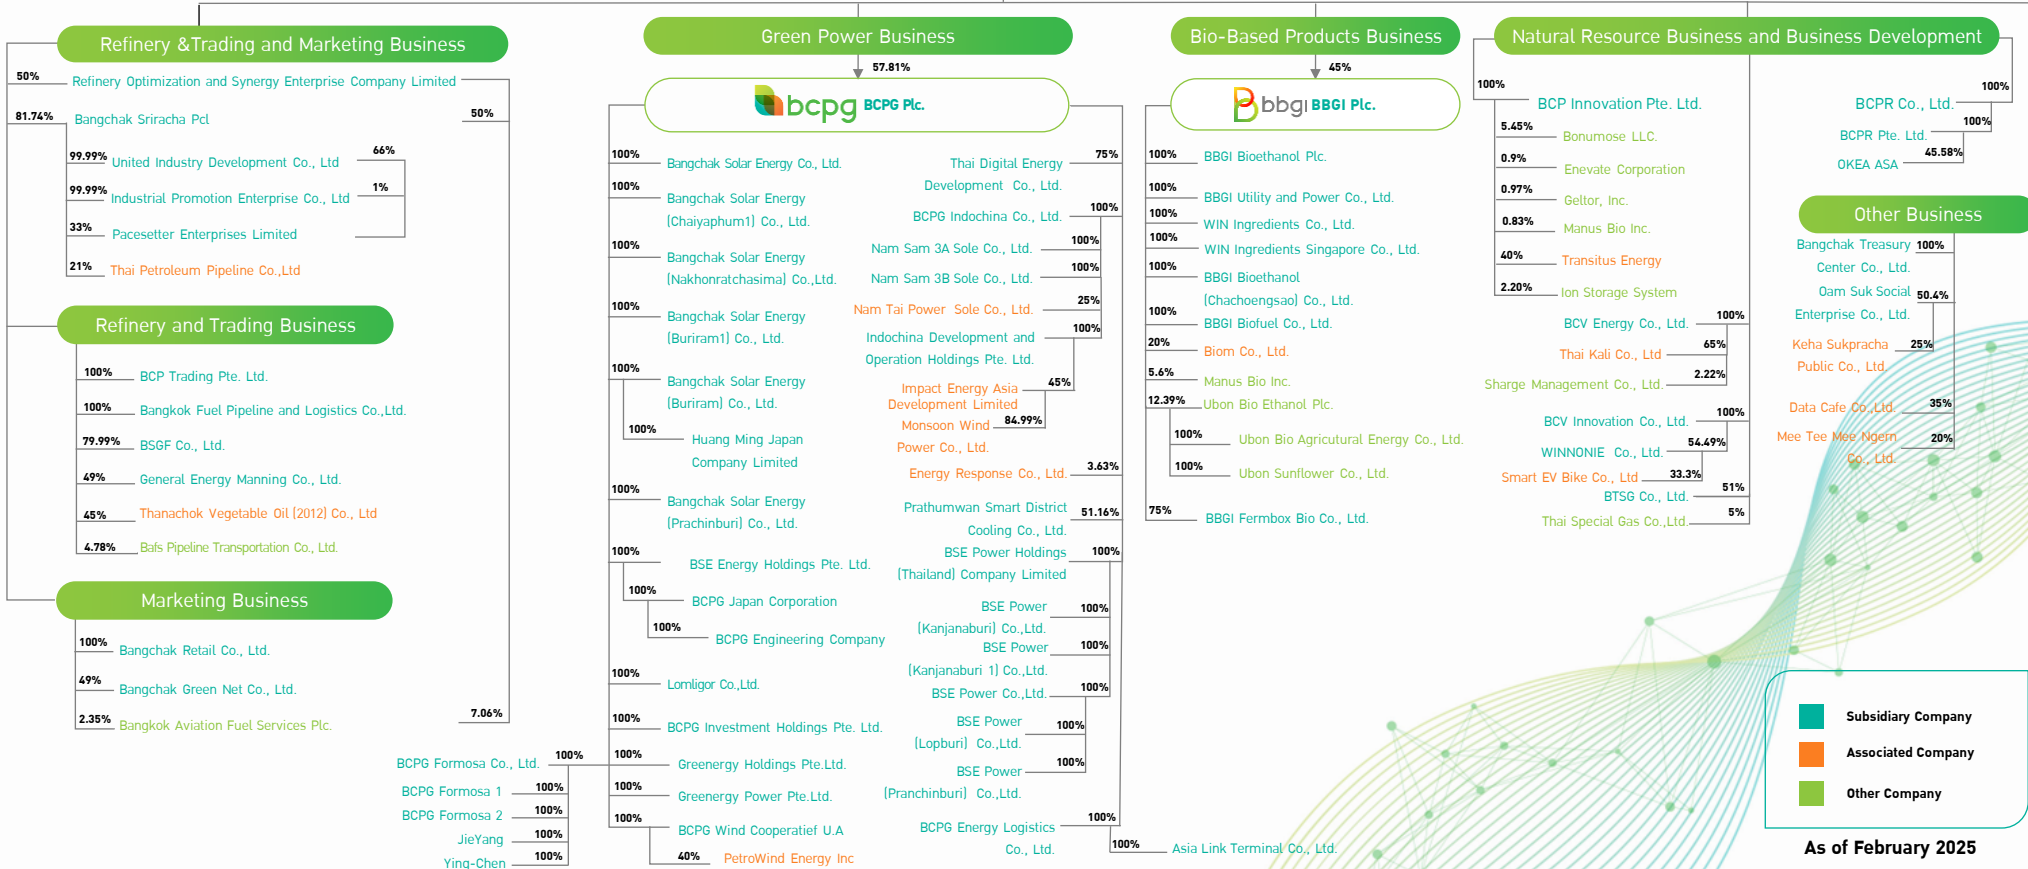 Refinery &Trading and Marketing Business
50%
Refinery Optimization and Synergy Enterprise Company Limited
81.74%
Bangchak Sriracha Pcl
50%
99.99%
United Industry Development Co., Ltd
66%
99.99%
Industrial Promotion Enterprise Co., Ltd
1%
33%
Pacesetter Enterprises Limited
21%
Thai Petroleum Pipeline Co.,Ltd
Refinery and Trading Business
100%
BCP Trading Pte. Ltd.
100%
Bangkok Fuel Pipeline and Logistics Co.,Ltd.
79.99%
BSGF Co., Ltd.
49%
General Energy Manning Co., Ltd.
45%
Thanachok Vegetable Oil (2012) Co., Ltd
4.78%
Bafs Pipeline Transportation Co., Ltd.
Marketing Business
100%
Bangchak Retail Co., Ltd.
49%
Bangchak Green Net Co., Ltd.
2.35%
Bangkok Aviation Fuel Services Plc.
7.06%
Green Power Business
57.81%
bcpg BCPG Plc.
100%
Bangchak Solar Energy Co., Ltd.
100%
Bangchak Solar Energy
(Chaiyaphum1) Co., Ltd.
100%
Bangchak Solar Energy
(Nakhonratchasima) Co.,Ltd.
100%
Bangchak Solar Energy
(Buriram1) Co., Ltd.
100%
Bangchak Solar Energy
(Buriram) Co., Ltd.
100%
Huang Ming Japan
Company Limited
100%
Bangchak Solar Energy
(Prachinburi) Co., Ltd.
100%
BSE Energy Holdings Pte. Ltd.
100%
BCPG Japan Corporation
100%
BCPG Engineering Company
100%
Lomligor Co.,Ltd.
100%
BCPG Investment Holdings Pte. Ltd.
100%
Greenergy Holdings Pte.Ltd.
100%
Greenergy Power Pte.Ltd.
100%
BCPG Wind Cooperatief U.A
40%
PetroWind Energy Inc
BCPG Formosa Co., Ltd.
100%
BCPG Formosa 1
100%
BCPG Formosa 2
100%
JieYang
100%
Ying-Chen
100%
Thai Digital Energy
Development Co., Ltd.
75%
BCPG Indochina Co., Ltd.
100%
Nam Sam 3A Sole Co., Ltd.
100%
Nam Sam 3B Sole Co., Ltd.
100%
Nam Tai Power Sole Co., Ltd.
25%
Indochina Development and
Operation Holdings Pte. Ltd.
100%
Impact Energy Asia
Development Limited
45%
Monsoon Wind
Power Co., Ltd.
84.99%
Energy Response Co., Ltd.
3.63%
Prathumwan Smart District
Cooling Co., Ltd.
51.16%
BSE Power Holdings
(Thailand) Company Limited
100%
BSE Power
(Kanjanaburi) Co.,Ltd.
100%
BSE Power
(Kanjanaburi 1) Co.,Ltd.
100%
BSE Power Co.,Ltd.
100%
BSE Power
(Lopburi) Co.,Ltd.
100%
BSE Power
(Pranchinburi) Co.,Ltd.
100%
BCPG Energy Logistics
Co., Ltd.
100%
100%
Asia Link Terminal Co., Ltd.
Bio-Based Products Business
45%
bbgi BBGI Plc.
100%
BBGI Bioethanol Plc.
100%
BBGI Utility and Power Co., Ltd.
100%
WIN Ingredients Co., Ltd.
100%
WIN Ingredients Singapore Co., Ltd.
100%
BBGI Bioethanol
(Chachoengsao) Co., Ltd.
100%
BBGI Biofuel Co., Ltd.
20%
Biom Co., Ltd.
5.6%
Manus Bio Inc.
12.39%
Ubon Bio Ethanol Plc.
100%
Ubon Bio Agricutural Energy Co., Ltd.
100%
Ubon Sunflower Co., Ltd.
75%
BBGI Fermbox Bio Co., Ltd.
Natural Resource Business and Business Development
100%
BCP Innovation Pte. Ltd.
5.45%
Bonumose LLC.
0.9%
Enevate Corporation
0.97%
Geltor, Inc.
0.83%
Manus Bio Inc.
40%
Transitus Energy
2.20%
Ion Storage System
BCV Energy Co., Ltd.
100%
Thai Kali Co., Ltd
65%
Sharge Management Co., Ltd.
2.22%
BCV Innovation Co., Ltd.
100%
WINNONIE Co., Ltd.
54.49%
Smart EV Bike Co., Ltd
33.3%
BTSG Co., Ltd.
51%
Thai Special Gas Co.,Ltd.
5%
100%
BCPR Co., Ltd.
100%
BCPR Pte. Ltd.
45.58%
OKEA ASA
Other Business
Bangchak Treasury
Center Co., Ltd.
100%
Oam Suk Social
Enterprise Co., Ltd.
50.4%
Keha Sukpracha
Public Co., Ltd.
25%
Data Cafe Co.,Ltd.
35%
Mee Tee Mee Ngern
Co., Ltd.
20%
Subsidiary Company
Associated Company
Other Company
As of February 2025